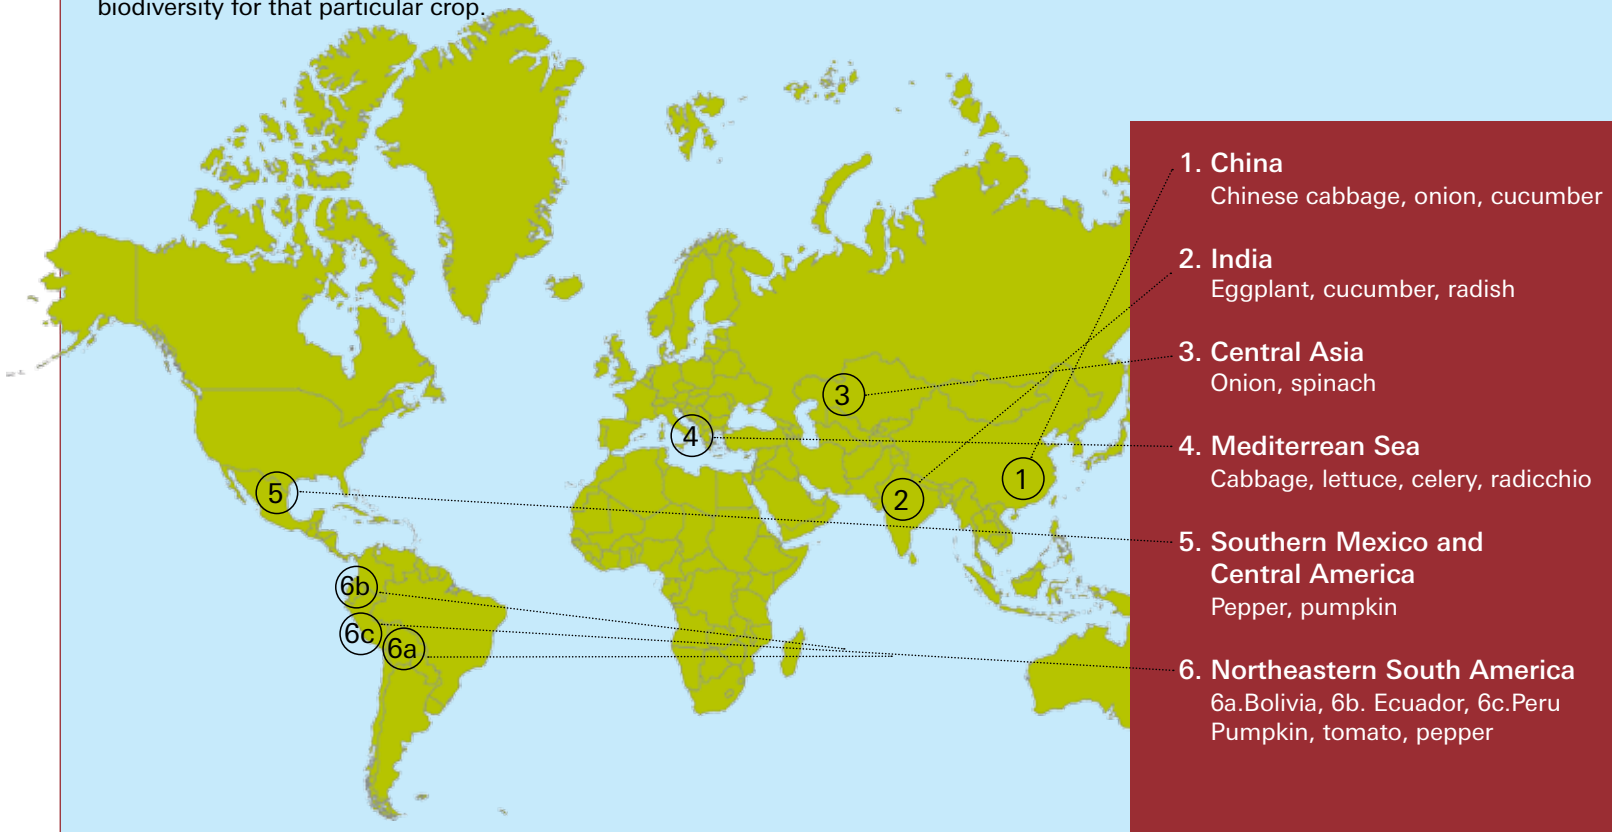 biodiversity for that particular crop.
1. China
Chinese cabbage, onion, cucumber
2. India
Eggplant, cucumber, radish
3. Central Asia
Onion, spinach
4. Mediterrean Sea
Cabbage, lettuce, celery, radicchio
5. Southern Mexico and
Central America
Pepper, pumpkin
6. Northeastern South America
6a.Bolivia, 6b. Ecuador, 6c.Peru
Pumpkin, tomato, pepper
3
4
1
2
5
6b
6c
6a